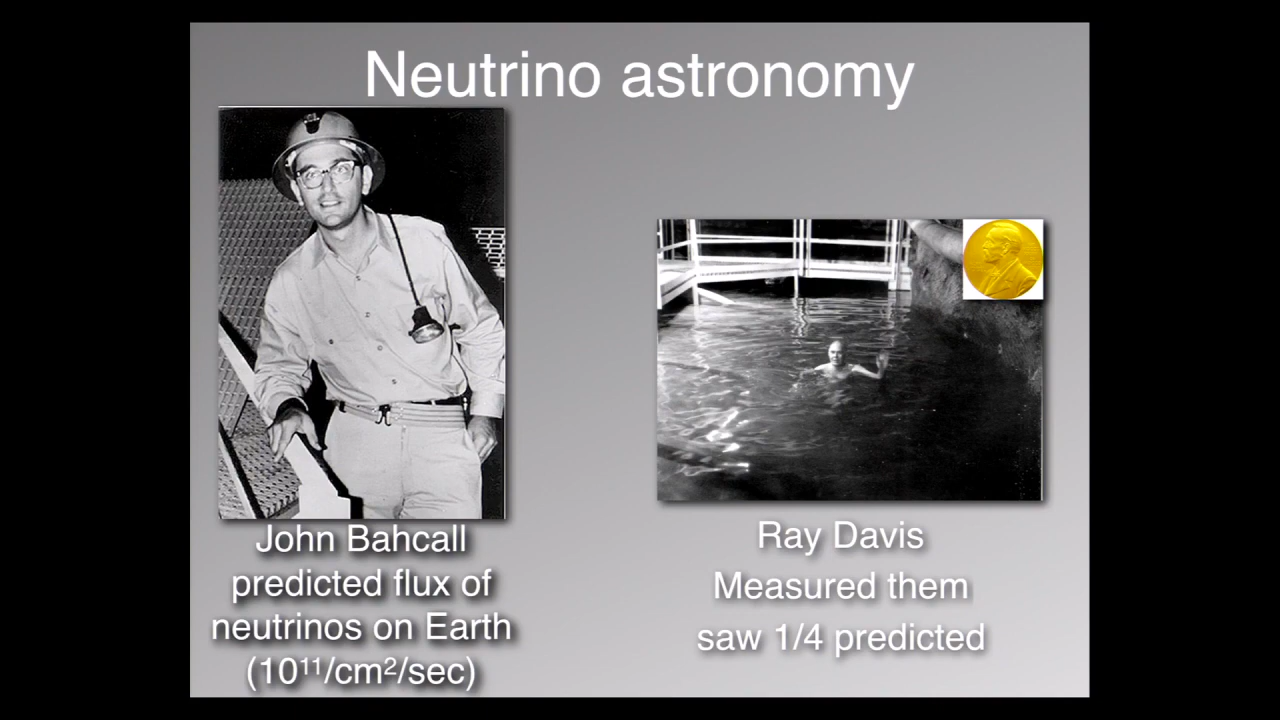 Neutrino astronomy
John Bahcall
predicted flux of
neutrinos on Earth
(10¹¹/cm²/sec)
Ray Davis
Measured them
saw 1/4 predicted